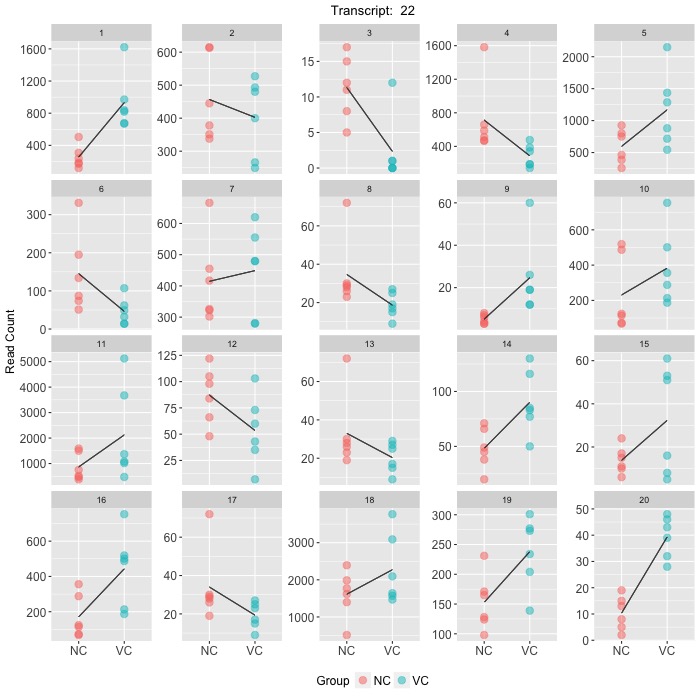 Transcript: 22
1 2 3 4 5
1600 600 15 1600 2000
1200 500 10 1200 1500
800 400 5 800 1000
400 300 0 400 500
6 7 8 9 10
300 600 60 60 600
200 500 40 40 400
100 400 20 20 200
0 300
Read Count
11 12 13 14 15
5000 125 60 100 60
4000 100 40 50 40
3000 75 20 20
2000 50
1000 25
16 17 18 19 20
600 60 3000 300 50
400 40 2000 250 40
200 20 1000 200 30
150 20
100 10
0
NC VC NC VC NC VC NC VC NC VC
Group NC VC